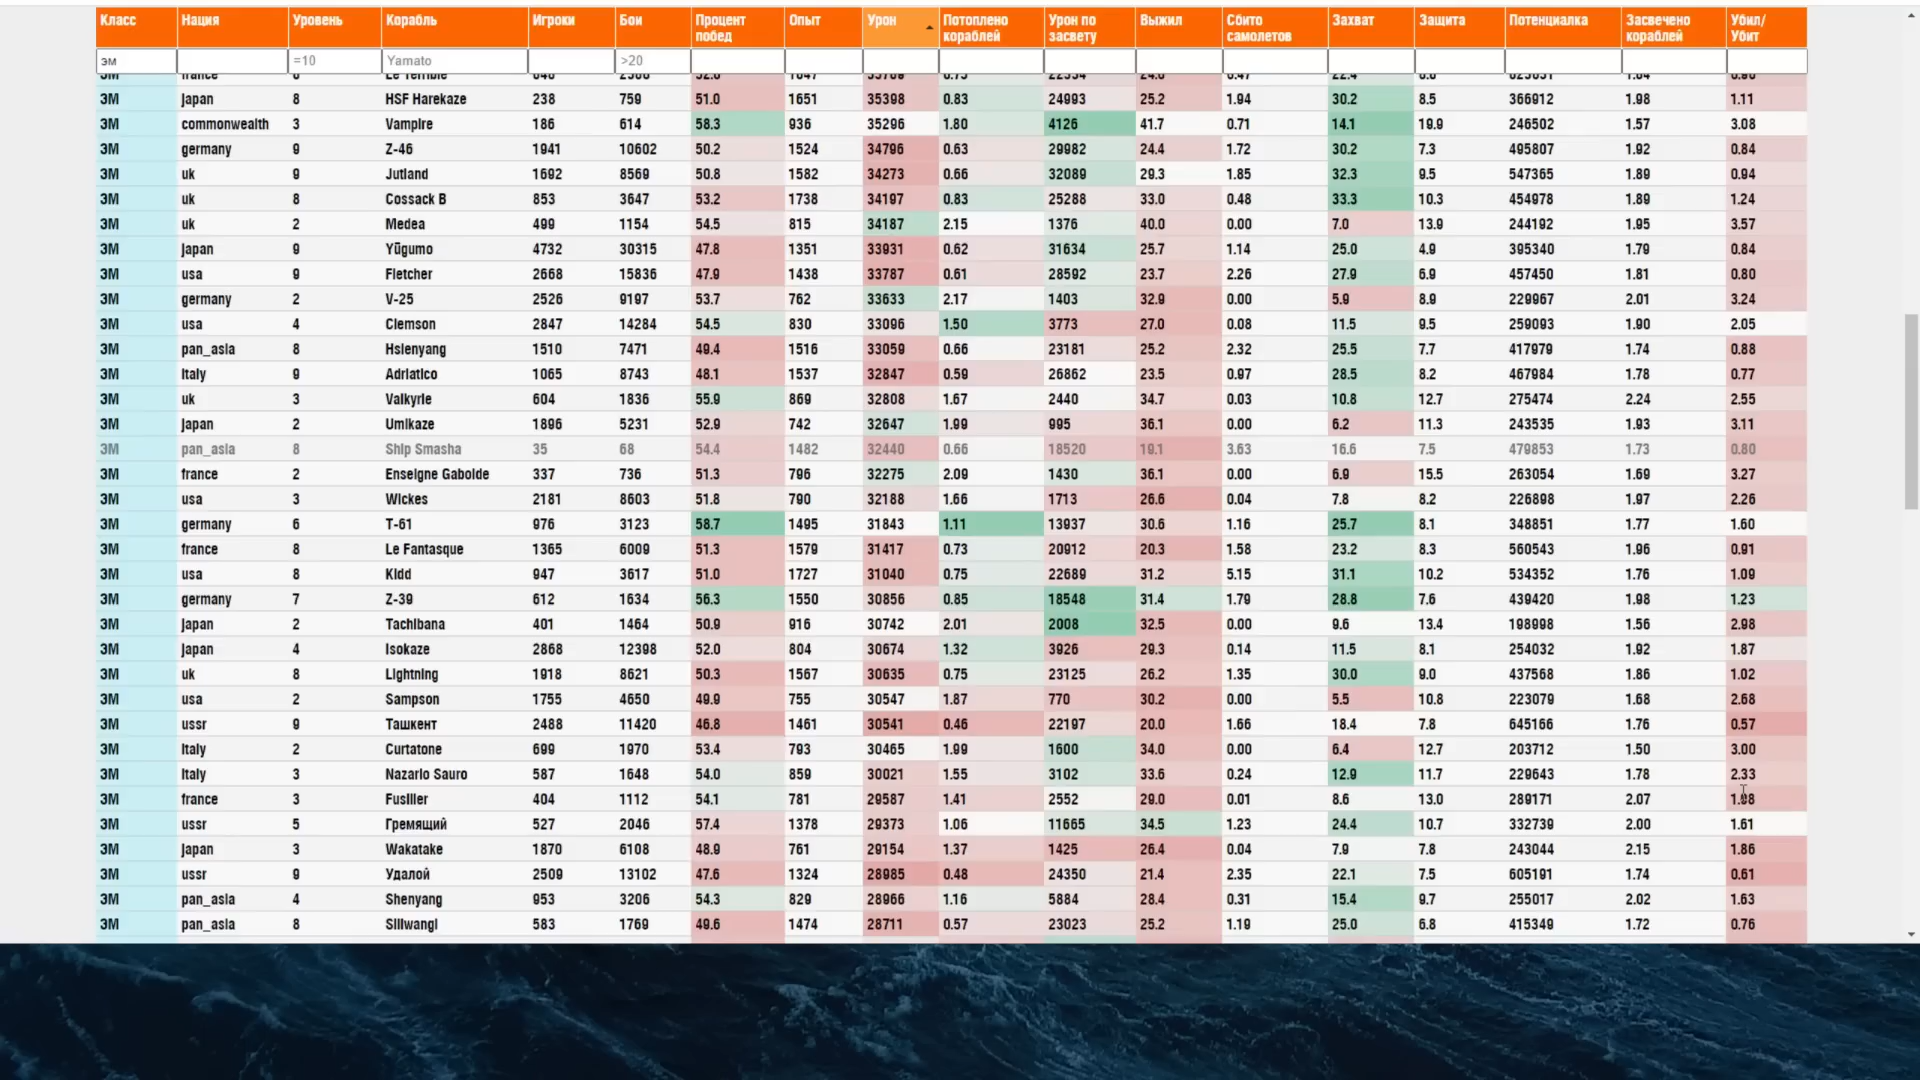 Класс Нация Уровень Корабль Игроки Бои Процент побед Опыт Урон Потоплено кораблей Урон по засвету Выжил Сбито самолетов Захват Защита Потенциалка Засвечено кораблей Убил/ Убит
эм =10 Yamato >20
ЭМ france Le Terrible
ЭМ japan 8 HSF Harekaze 238 759 51.0 1651 35398 0.83 24993 25.2 1.94 30.2 8.5 366912 1.98 1.11
ЭМ commonwealth 3 Vampire 186 614 58.3 936 35296 1.80 4126 41.7 0.71 14.1 19.9 246502 1.57 3.08
ЭМ germany 9 Z-46 1941 10602 50.2 1524 34796 0.63 29982 24.4 1.72 30.2 7.3 495807 1.92 0.84
ЭМ uk 9 Jutland 1692 8569 50.8 1582 34273 0.66 32089 29.3 1.85 32.3 9.5 547365 1.89 0.94
ЭМ uk 8 Cossack B 853 3647 53.2 1738 34197 0.83 25288 33.0 0.48 33.3 10.3 454978 1.89 1.24
ЭМ uk 2 Medea 499 1154 54.5 815 34187 2.15 1376 40.0 0.00 7.0 13.9 244192 1.95 3.57
ЭМ japan 9 Yūgumo 4732 30315 47.8 1351 33931 0.62 31634 25.7 1.14 25.0 4.9 395340 1.79 0.84
ЭМ usa 9 Fletcher 2668 15836 47.9 1438 33787 0.61 28592 23.7 2.26 27.9 6.9 457450 1.81 0.80
ЭМ germany 2 V-25 2526 9197 53.7 762 33633 2.17 1403 32.9 0.00 5.9 8.9 229967 2.01 3.24
ЭМ usa 4 Clemson 2847 14284 54.5 830 33096 1.50 3773 27.0 0.08 11.5 9.5 259093 1.90 2.05
ЭМ pan_asia 8 Hsienyang 1510 7471 49.4 1516 33059 0.66 23181 25.2 2.32 25.5 7.7 417979 1.74 0.88
ЭМ italy 9 Adriatico 1065 8743 48.1 1537 32847 0.59 26862 23.5 0.97 28.5 8.2 467984 1.78 0.77
ЭМ uk 3 Valkyrie 604 1836 55.9 869 32808 1.67 2440 34.7 0.03 10.8 12.7 275474 2.24 2.55
ЭМ japan 2 Umikaze 1896 5231 52.9 742 32647 1.99 995 36.1 0.00 6.2 11.3 243535 1.93 3.11
ЭМ pan_asia 8 Ship Smasha 35 68 54.4 1482 32440 0.66 18520 19.1 3.63 16.6 7.5 479853 1.73 0.80
ЭМ france 2 Enseigne Gabolde 337 736 51.3 796 32275 2.09 1430 36.1 0.00 6.9 15.5 263054 1.69 3.27
ЭМ usa 3 Wickes 2181 8603 51.8 790 32188 1.66 1713 26.6 0.04 7.8 8.2 226898 1.97 2.26
ЭМ germany 6 T-61 976 3123 58.7 1495 31843 1.11 13937 30.6 1.16 25.7 8.1 348851 1.77 1.60
ЭМ france 8 Le Fantasque 1365 6009 51.3 1579 31417 0.73 20912 20.3 1.58 23.2 8.3 560543 1.96 0.91
ЭМ usa 8 Kidd 947 3617 51.0 1727 31040 0.75 22689 31.2 5.15 31.1 10.2 534352 1.76 1.09
ЭМ germany 7 Z-39 612 1634 56.3 1550 30856 0.85 18548 31.4 1.79 28.8 7.6 439420 1.98 1.23
ЭМ japan 2 Tachibana 401 1464 50.9 916 30742 2.01 2008 32.5 0.00 9.6 13.4 198998 1.56 2.98
ЭМ japan 4 Isokaze 2868 12398 52.0 804 30674 1.32 3926 29.3 0.14 11.5 8.1 254032 1.92 1.87
ЭМ uk 8 Lightning 1918 8621 50.3 1567 30635 0.75 23125 26.2 1.35 30.0 9.0 437568 1.86 1.02
ЭМ usa 2 Sampson 1755 4650 49.9 755 30547 1.87 770 30.2 0.00 5.5 10.8 223079 1.68 2.68
ЭМ ussr 9 Ташкент 2488 11420 46.8 1461 30541 0.46 22197 20.0 1.66 18.4 7.8 645166 1.76 0.57
ЭМ italy 2 Curtatone 699 1970 53.4 793 30465 1.99 1600 34.0 0.00 6.4 12.7 203712 1.50 3.00
ЭМ italy 3 Nazario Sauro 587 1648 54.0 859 30021 1.55 3102 33.6 0.24 12.9 11.7 229643 1.78 2.33
ЭМ france 3 Fusilier 404 1112 54.1 781 29587 1.41 2552 29.0 0.01 8.6 13.0 289171 2.07
ЭМ ussr 5 Гремящий 527 2046 57.4 1378 29373 1.06 11665 34.5 1.23 24.4 10.7 332739 2.00 1.61
ЭМ japan 3 Wakatake 1870 6108 48.9 761 29154 1.37 1425 26.4 0.04 7.9 7.8 243044 2.15 1.86
ЭМ ussr 9 Удалой 2509 13102 47.6 1324 28985 0.48 24350 21.4 2.35 22.1 7.5 605191 1.74 0.61
ЭМ pan_asia 4 Shenyang 953 3206 54.3 829 28966 1.16 5884 28.4 0.31 15.4 9.7 255017 2.02 1.63
ЭМ pan_asia 8 Siliwangi 583 1769 49.6 1474 28711 0.57 23023 25.2 1.19 25.0 6.8 415349 1.72 0.76